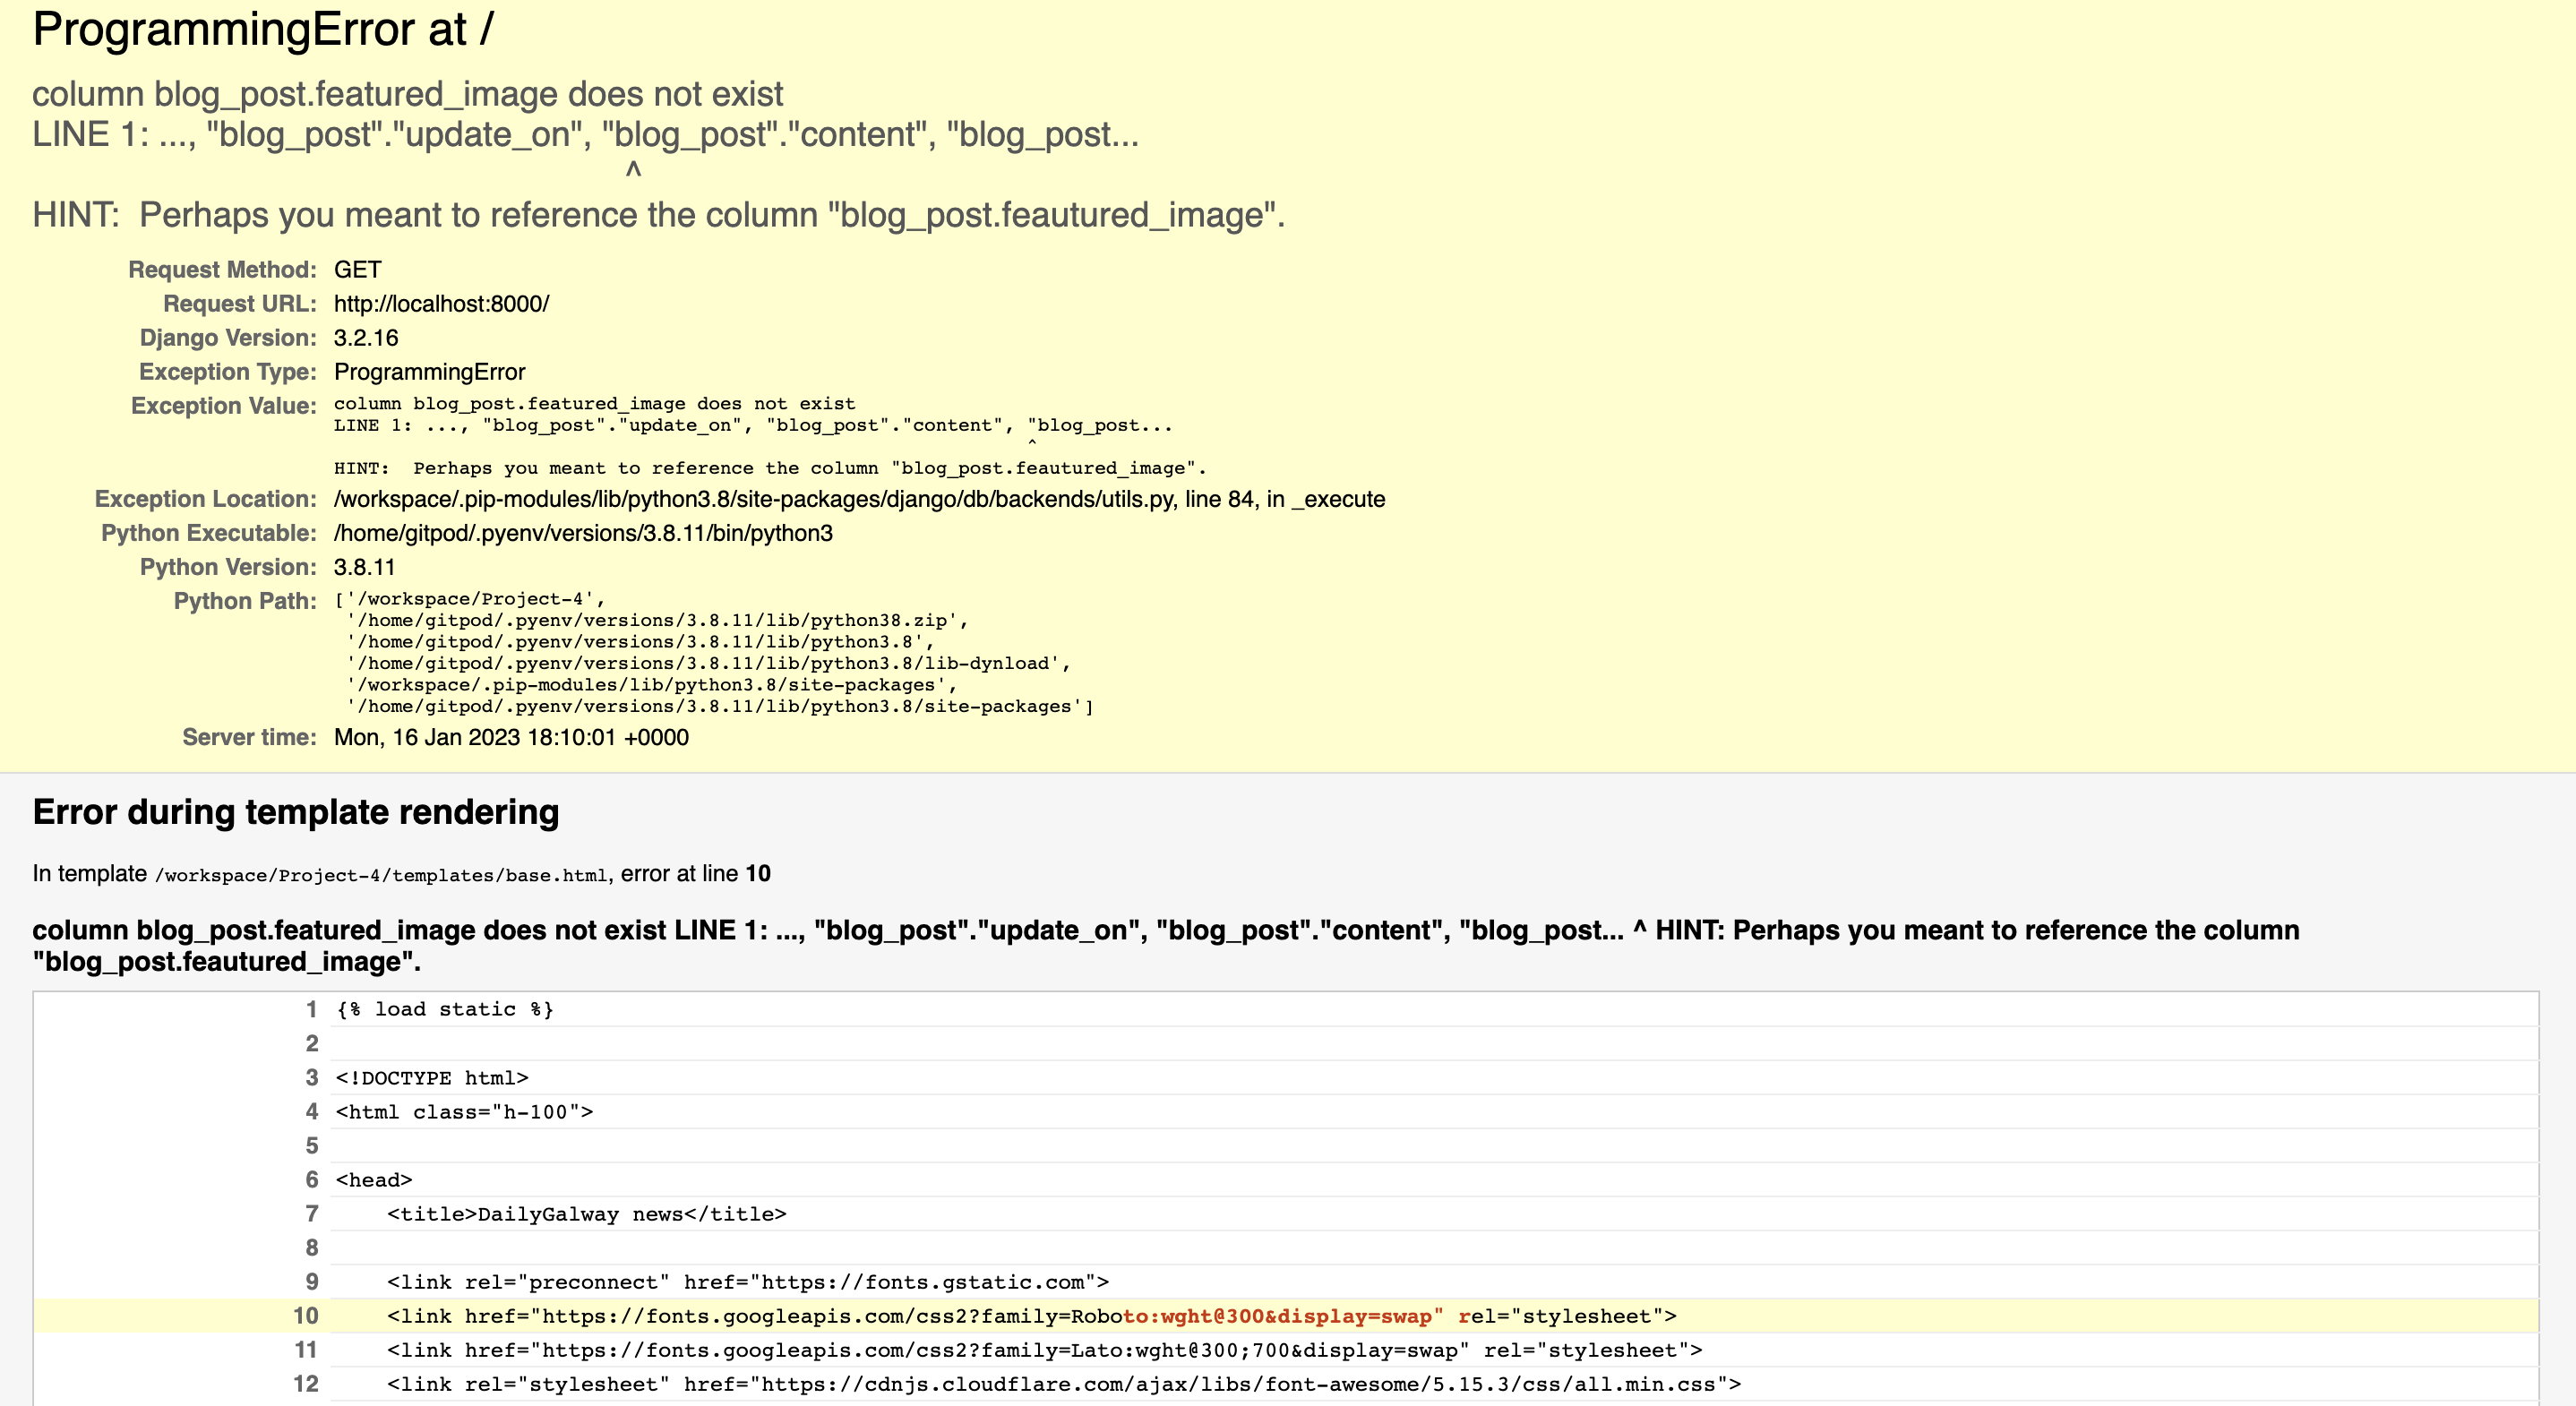 ProgrammingError at /
column blog_post.featured_image does not exist
LINE 1: ..., "blog_post"."update_on", "blog_post"."content", "blog_post...
^
HINT:  Perhaps you meant to reference the column "blog_post.feautured_image".
Request Method: GET
Request URL: http://localhost:8000/
Django Version: 3.2.16
Exception Type: ProgrammingError
Exception Value: column blog_post.featured_image does not exist
LINE 1: ..., "blog_post"."update_on", "blog_post"."content", "blog_post...
^
HINT:  Perhaps you meant to reference the column "blog_post.feautured_image".
Exception Location: /workspace/.pip-modules/lib/python3.8/site-packages/django/db/backends/utils.py, line 84, in _execute
Python Executable: /home/gitpod/.pyenv/versions/3.8.11/bin/python3
Python Version: 3.8.11
Python Path: ['/workspace/Project-4',
'/home/gitpod/.pyenv/versions/3.8.11/lib/python38.zip',
'/home/gitpod/.pyenv/versions/3.8.11/lib/python3.8',
'/home/gitpod/.pyenv/versions/3.8.11/lib/python3.8/lib-dynload',
'/workspace/.pip-modules/lib/python3.8/site-packages',
'/home/gitpod/.pyenv/versions/3.8.11/lib/python3.8/site-packages']
Server time: Mon, 16 Jan 2023 18:10:01 +0000
Error during template rendering
In template /workspace/Project-4/templates/base.html, error at line 10
column blog_post.featured_image does not exist LINE 1: ..., "blog_post"."update_on", "blog_post"."content", "blog_post... ^ HINT: Perhaps you meant to reference the column
"blog_post.feautured_image".
1 {% load static %}
2
3 <!DOCTYPE html>
4 <html class="h-100">
5
6 <head>
7 <title>DailyGalway news</title>
8
9 <link rel="preconnect" href="https://fonts.gstatic.com">
10 <link href="https://fonts.googleapis.com/css2?family=Roboto:wght@300&display=swap" rel="stylesheet">
11 <link href="https://fonts.googleapis.com/css2?family=Lato:wght@300;700&display=swap" rel="stylesheet">
12 <link rel="stylesheet" href="https://cdnjs.cloudflare.com/ajax/libs/font-awesome/5.15.3/css/all.min.css">